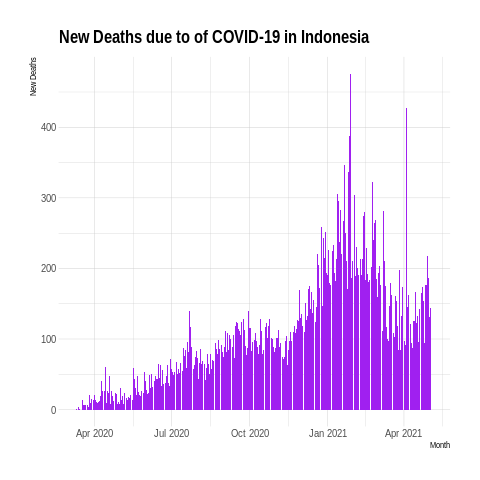 New Deaths due to of COVID-19 in Indonesia
New Deaths
400
300
200
100
0
Apr 2020 Jul 2020 Oct 2020 Jan 2021 Apr 2021
Month